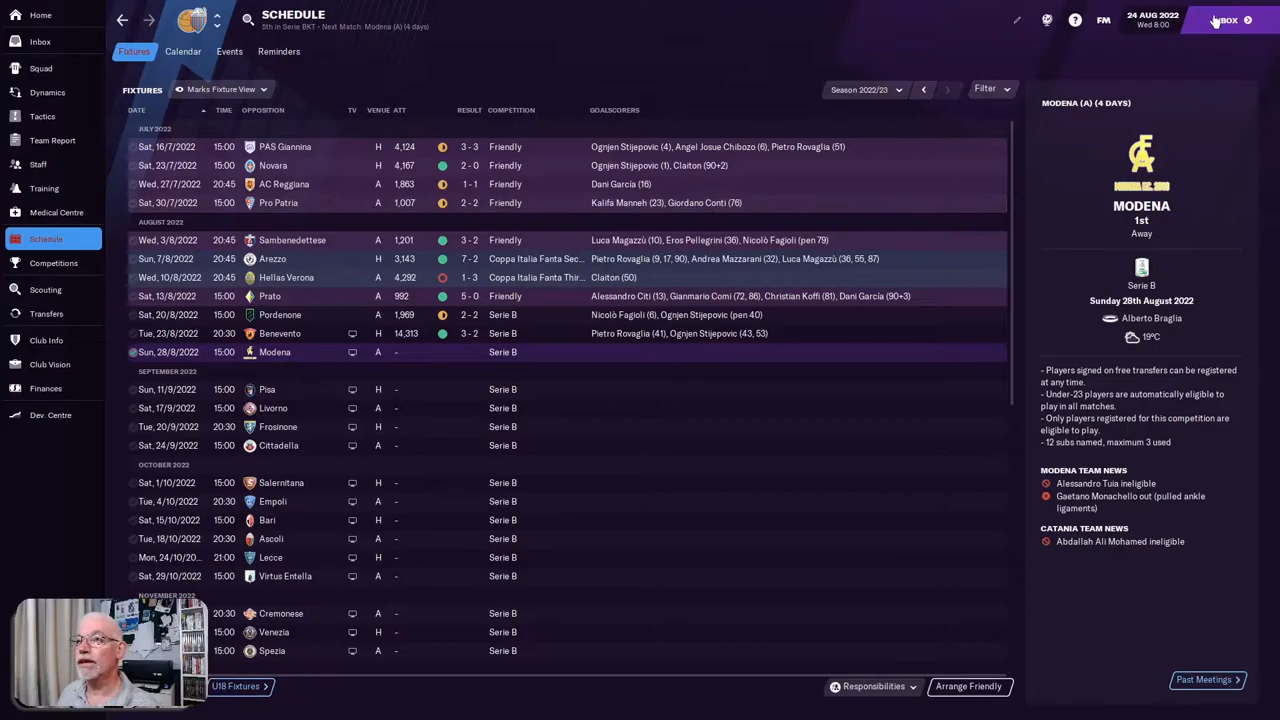 Home
Inbox
Squad
Dynamics
Tactics
Team Report
Staff
Training
Medical Centre
Schedule
Competitions
Scouting
Transfers
Club Info
Club Vision
Finances
Dev. Centre
SCHEDULE
5th in Serie BKT - Next Match: Modena (A) (4 days)
FM
24 AUG 2022
Wed 8:00
Fixtures Calendar Events Reminders
FIXTURES Marks Fixture View Season 2022/23 Filter
DATE TIME OPPOSITION TV VENUE ATT RESULT COMPETITION GOALSCORERS
JULY 2022
Sat, 16/7/2022 15:00 PAS Giannina H 4,124 3 - 3 Friendly Ognjen Stijepovic (4), Angel Josue Chibozo (6), Pietro Rovaglia (51)
Sat, 23/7/2022 15:00 Novara H 4,167 2 - 0 Friendly Ognjen Stijepovic (1), Claiton (90+2)
Wed, 27/7/2022 20:45 AC Reggiana A 1,863 1 - 1 Friendly Dani García (16)
Sat, 30/7/2022 15:00 Pro Patria A 1,007 2 - 2 Friendly Kalifa Manneh (23), Giordano Conti (76)
AUGUST 2022
Wed, 3/8/2022 20:45 Sambenedettese A 1,201 3 - 2 Friendly Luca Magazzù (10), Eros Pellegrini (36), Nicolò Fagioli (pen 79)
Sun, 7/8/2022 20:45 Arezzo H 3,143 7 - 2 Coppa Italia Fanta Sec... Pietro Rovaglia (9, 17, 90), Andrea Mazzarani (32), Luca Magazzù (36, 55, 87)
Wed, 10/8/2022 20:45 Hellas Verona A 4,292 1 - 3 Coppa Italia Fanta Thir... Claiton (50)
Sat, 13/8/2022 15:00 Prato A 992 5 - 0 Friendly Alessandro Citi (13), Gianmario Comi (72, 86), Christian Koffi (81), Dani García (90+3)
Sat, 20/8/2022 15:00 Pordenone A 1,969 2 - 2 Serie B Nicolò Fagioli (6), Ognjen Stijepovic (pen 40)
Tue, 23/8/2022 20:30 Benevento H 14,313 3 - 2 Serie B Pietro Rovaglia (41), Ognjen Stijepovic (43, 53)
Sun, 28/8/2022 15:00 Modena A - Serie B
SEPTEMBER 2022
Sun, 11/9/2022 15:00 Pisa H - Serie B
Sat, 17/9/2022 15:00 Livorno A - Serie B
Tue, 20/9/2022 20:30 Frosinone H - Serie B
Sat, 24/9/2022 15:00 Cittadella A - Serie B
OCTOBER 2022
Sat, 1/10/2022 15:00 Salernitana H - Serie B
Tue, 4/10/2022 20:30 Empoli A - Serie B
Sat, 15/10/2022 15:00 Bari H - Serie B
Tue, 18/10/2022 20:30 Ascoli A - Serie B
Mon, 24/10/20... 21:00 Lecce H - Serie B
Sat, 29/10/2022 15:00 Virtus Entella A - Serie B
NOVEMBER 2022
20:30 Cremonese A - Serie B
15:00 Venezia H - Serie B
15:00 Spezia A - Serie B
U18 Fixtures Responsibilities Arrange Friendly
MODENA (A) (4 DAYS)
MODENA
1st
Away
Serie B
Sunday 28th August 2022
Alberto Braglia
19°C
- Players signed on free transfers can be registered
at any time.
- Under-23 players are automatically eligible to
play in all matches.
- Only players registered for this competition are
eligible to play.
- 12 subs named, maximum 3 used
MODENA TEAM NEWS
Alessandro Tuia ineligible
Gaetano Monachello out (pulled ankle
ligaments)
CATANIA TEAM NEWS
Abdallah Ali Mohamed ineligible
Past Meetings